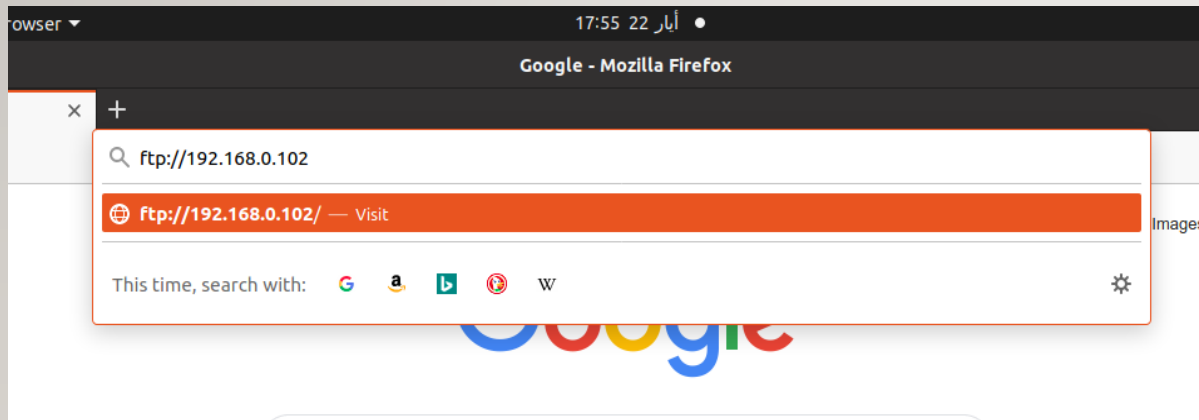 rowser
أيار 22 17:55
Google - Mozilla Firefox
ftp://192.168.0.102
ftp://192.168.0.102/ — Visit
Images
This time, search with:
Google